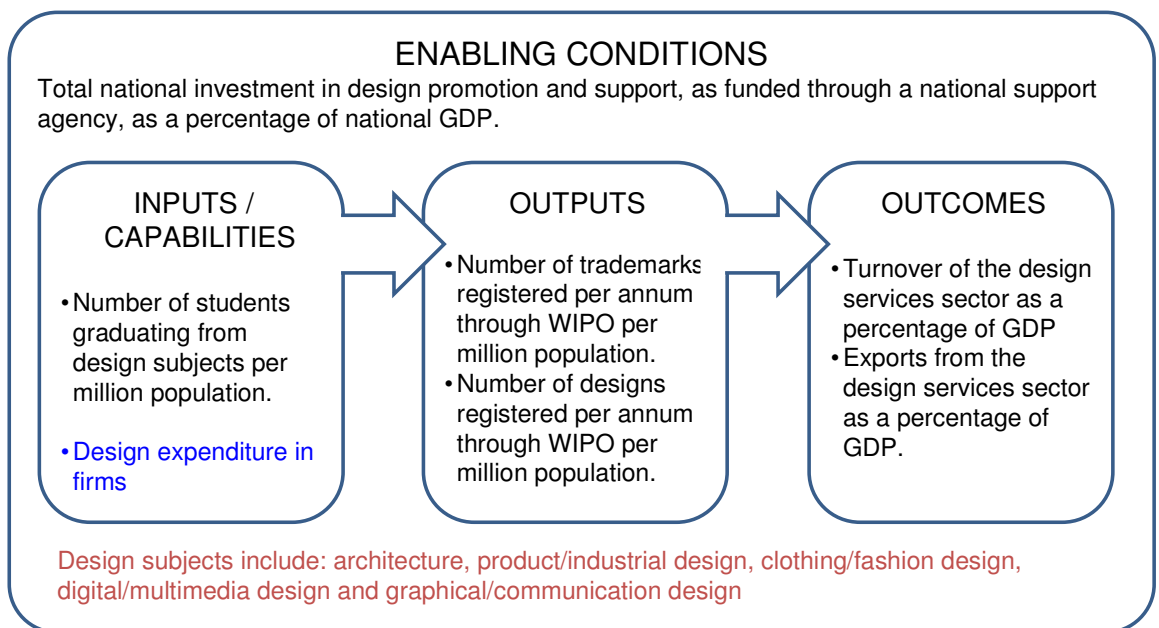 ENABLING CONDITIONS
Total national investment in design promotion and support, as funded through a national support
agency, as a percentage of national GDP.
INPUTS /
CAPABILITIES
•Number of students
graduating from
design subjects per
million population.
•Design expenditure in
firms
OUTPUTS
•Number of trademarks
registered per annum
through WIPO per
million population.
•Number of designs
registered per annum
through WIPO per
million population.
OUTCOMES
•Turnover of the design
services sector as a
percentage of GDP
•Exports from the
design services sector
as a percentage of
GDP.
Design subjects include: architecture, product/industrial design, clothing/fashion design,
digital/multimedia design and graphical/communication design